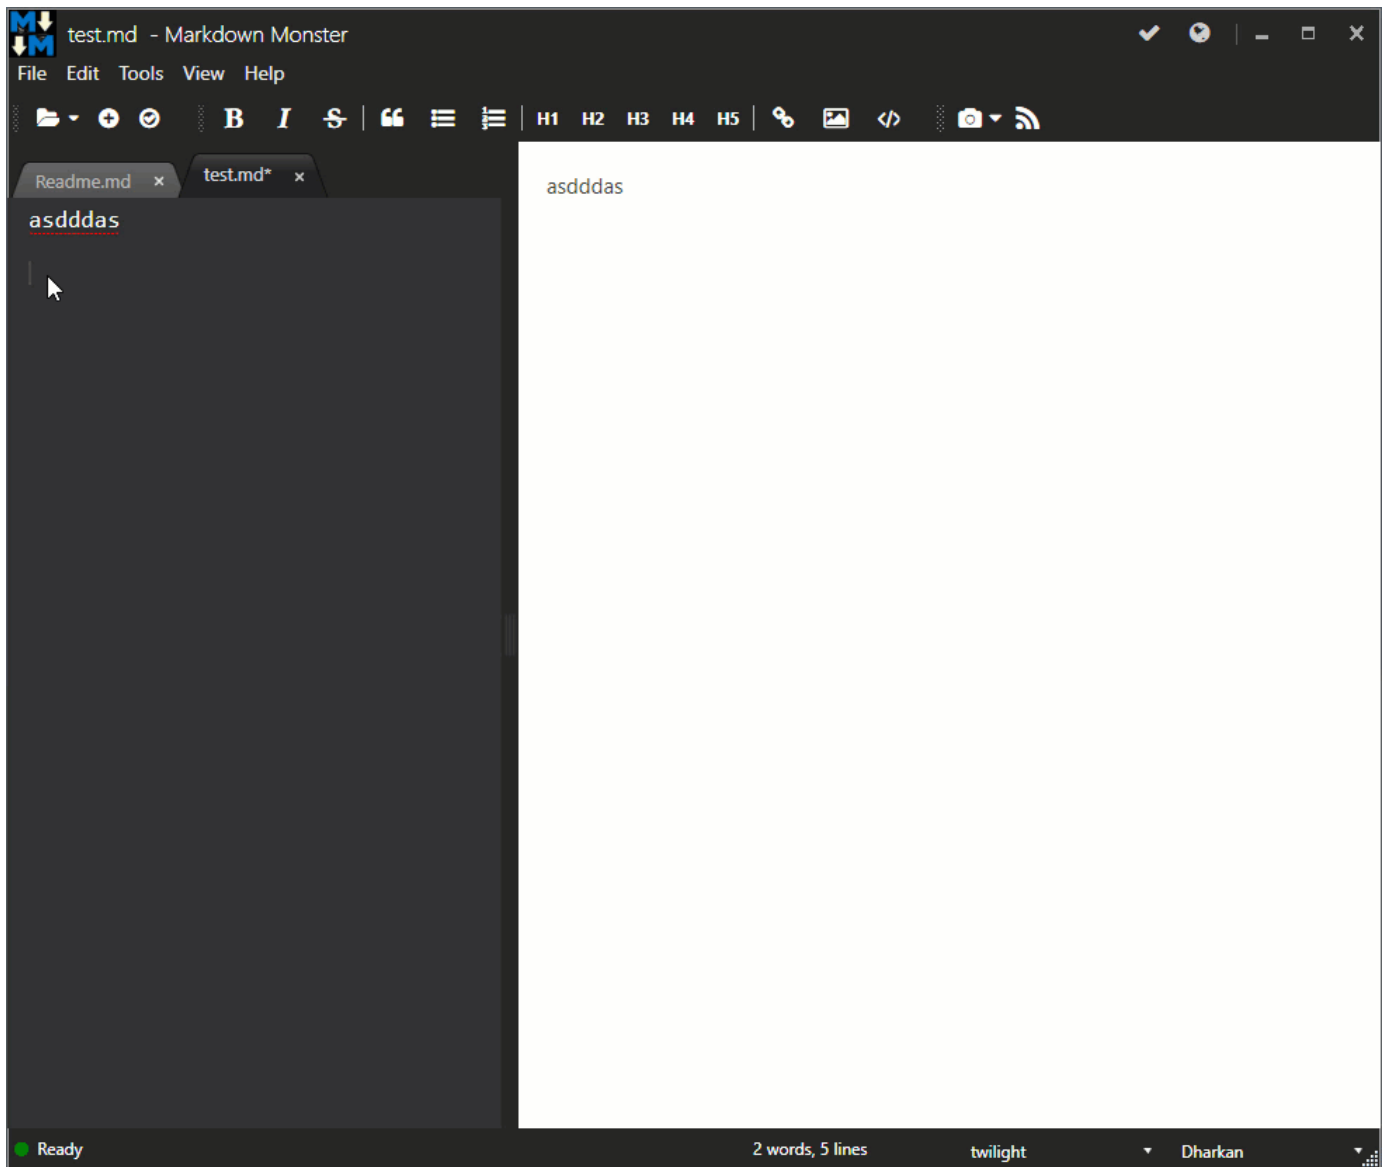 test.md - Markdown Monster
File Edit Tools View Help
B I S H1 H2 H3 H4 H5
Readme.md test.md*
asdddas
asdddas
Ready 2 words, 5 lines twilight Dharkan